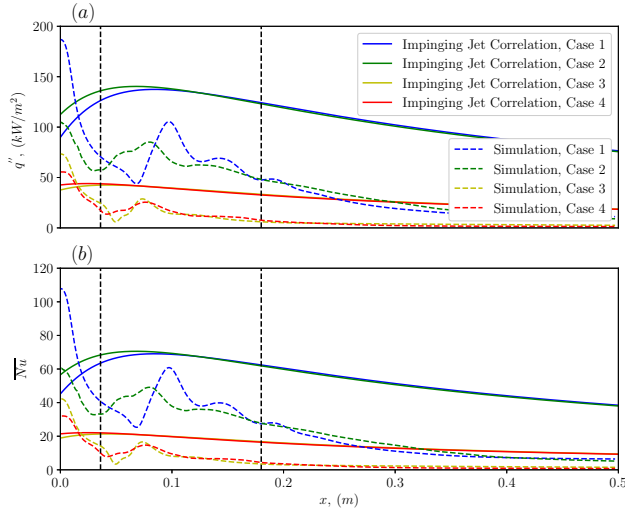 (a)
200
150
100
50
0
q″, ((kW/m²)
Impinging Jet Correlation, Case 1
Impinging Jet Correlation, Case 2
Impinging Jet Correlation, Case 3
Impinging Jet Correlation, Case 4
Simulation, Case 1
Simulation, Case 2
Simulation, Case 3
Simulation, Case 4
(b)
120
100
80
60
40
20
0
N̅u̅
0.0 0.1 0.2 0.3 0.4 0.5
x, (m)